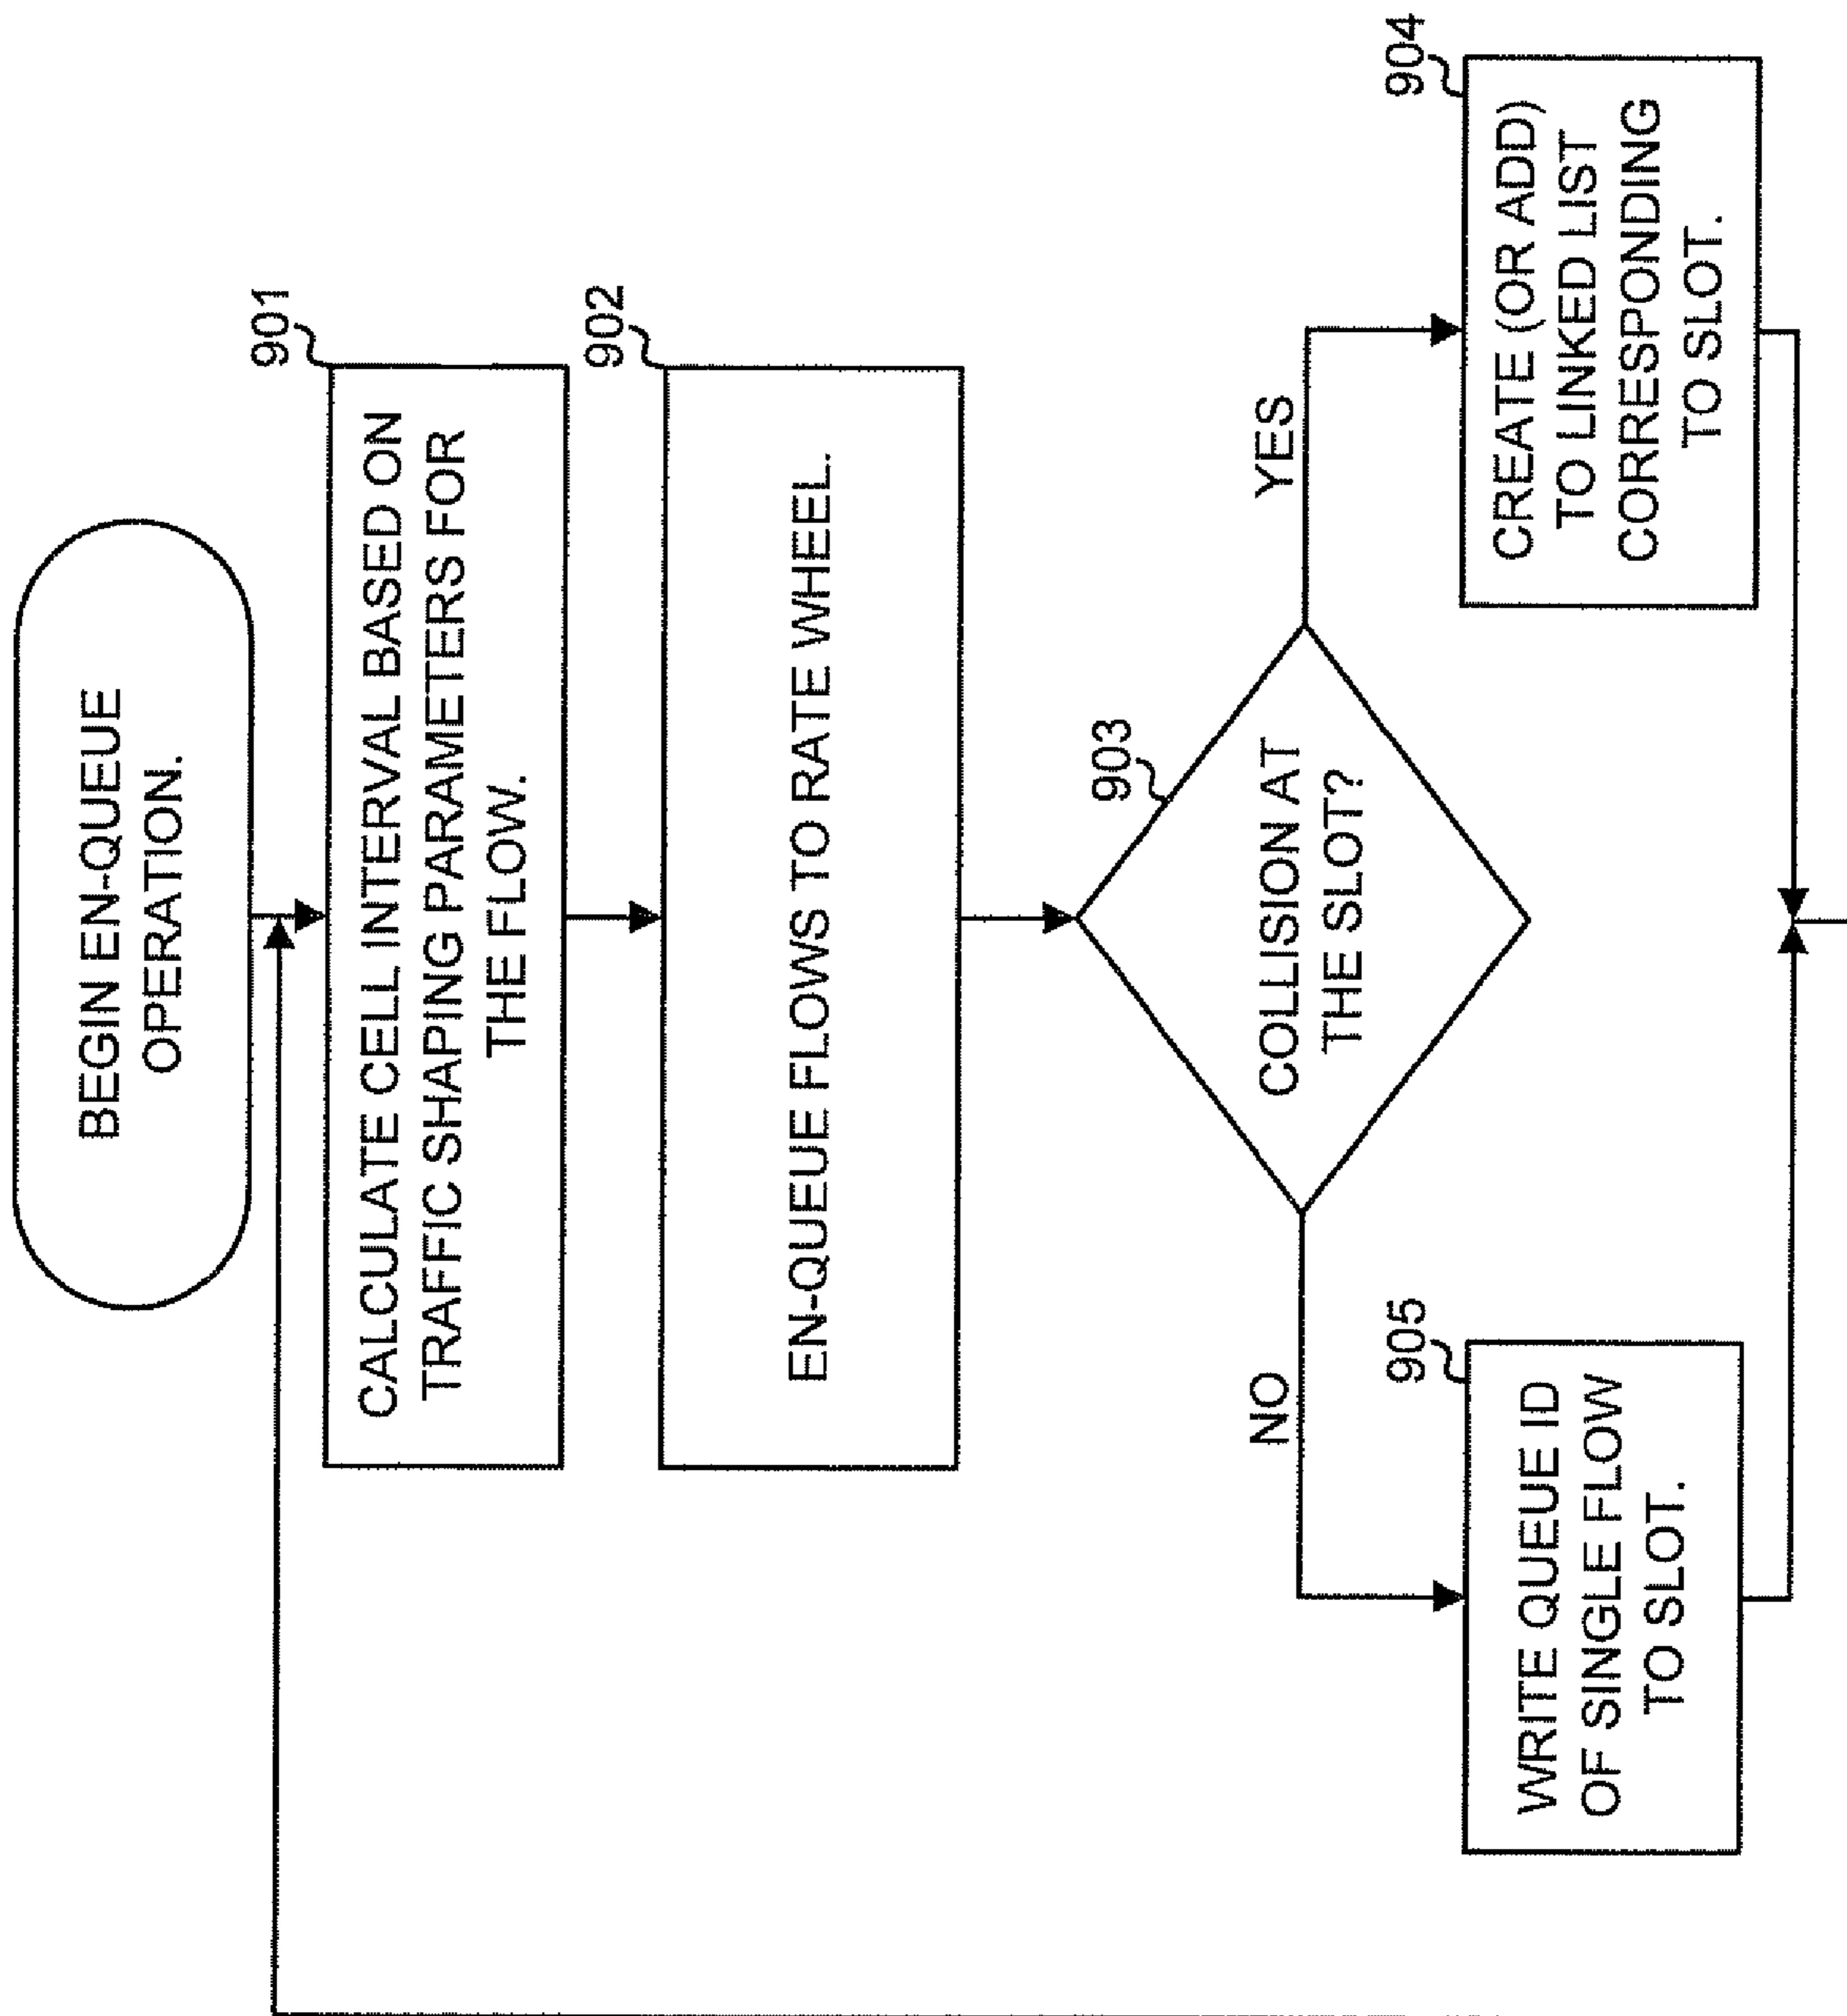 BEGIN EN-QUEUE
OPERATION.
901
CALCULATE CELL INTERVAL BASED ON
TRAFFIC SHAPING PARAMETERS FOR
THE FLOW.
902
EN-QUEUE FLOWS TO RATE WHEEL.
903
COLLISION AT
THE SLOT?
NO
YES
905
WRITE QUEUE ID
OF SINGLE FLOW
TO SLOT.
904
CREATE (OR ADD)
TO LINKED LIST
CORRESPONDING
TO SLOT.